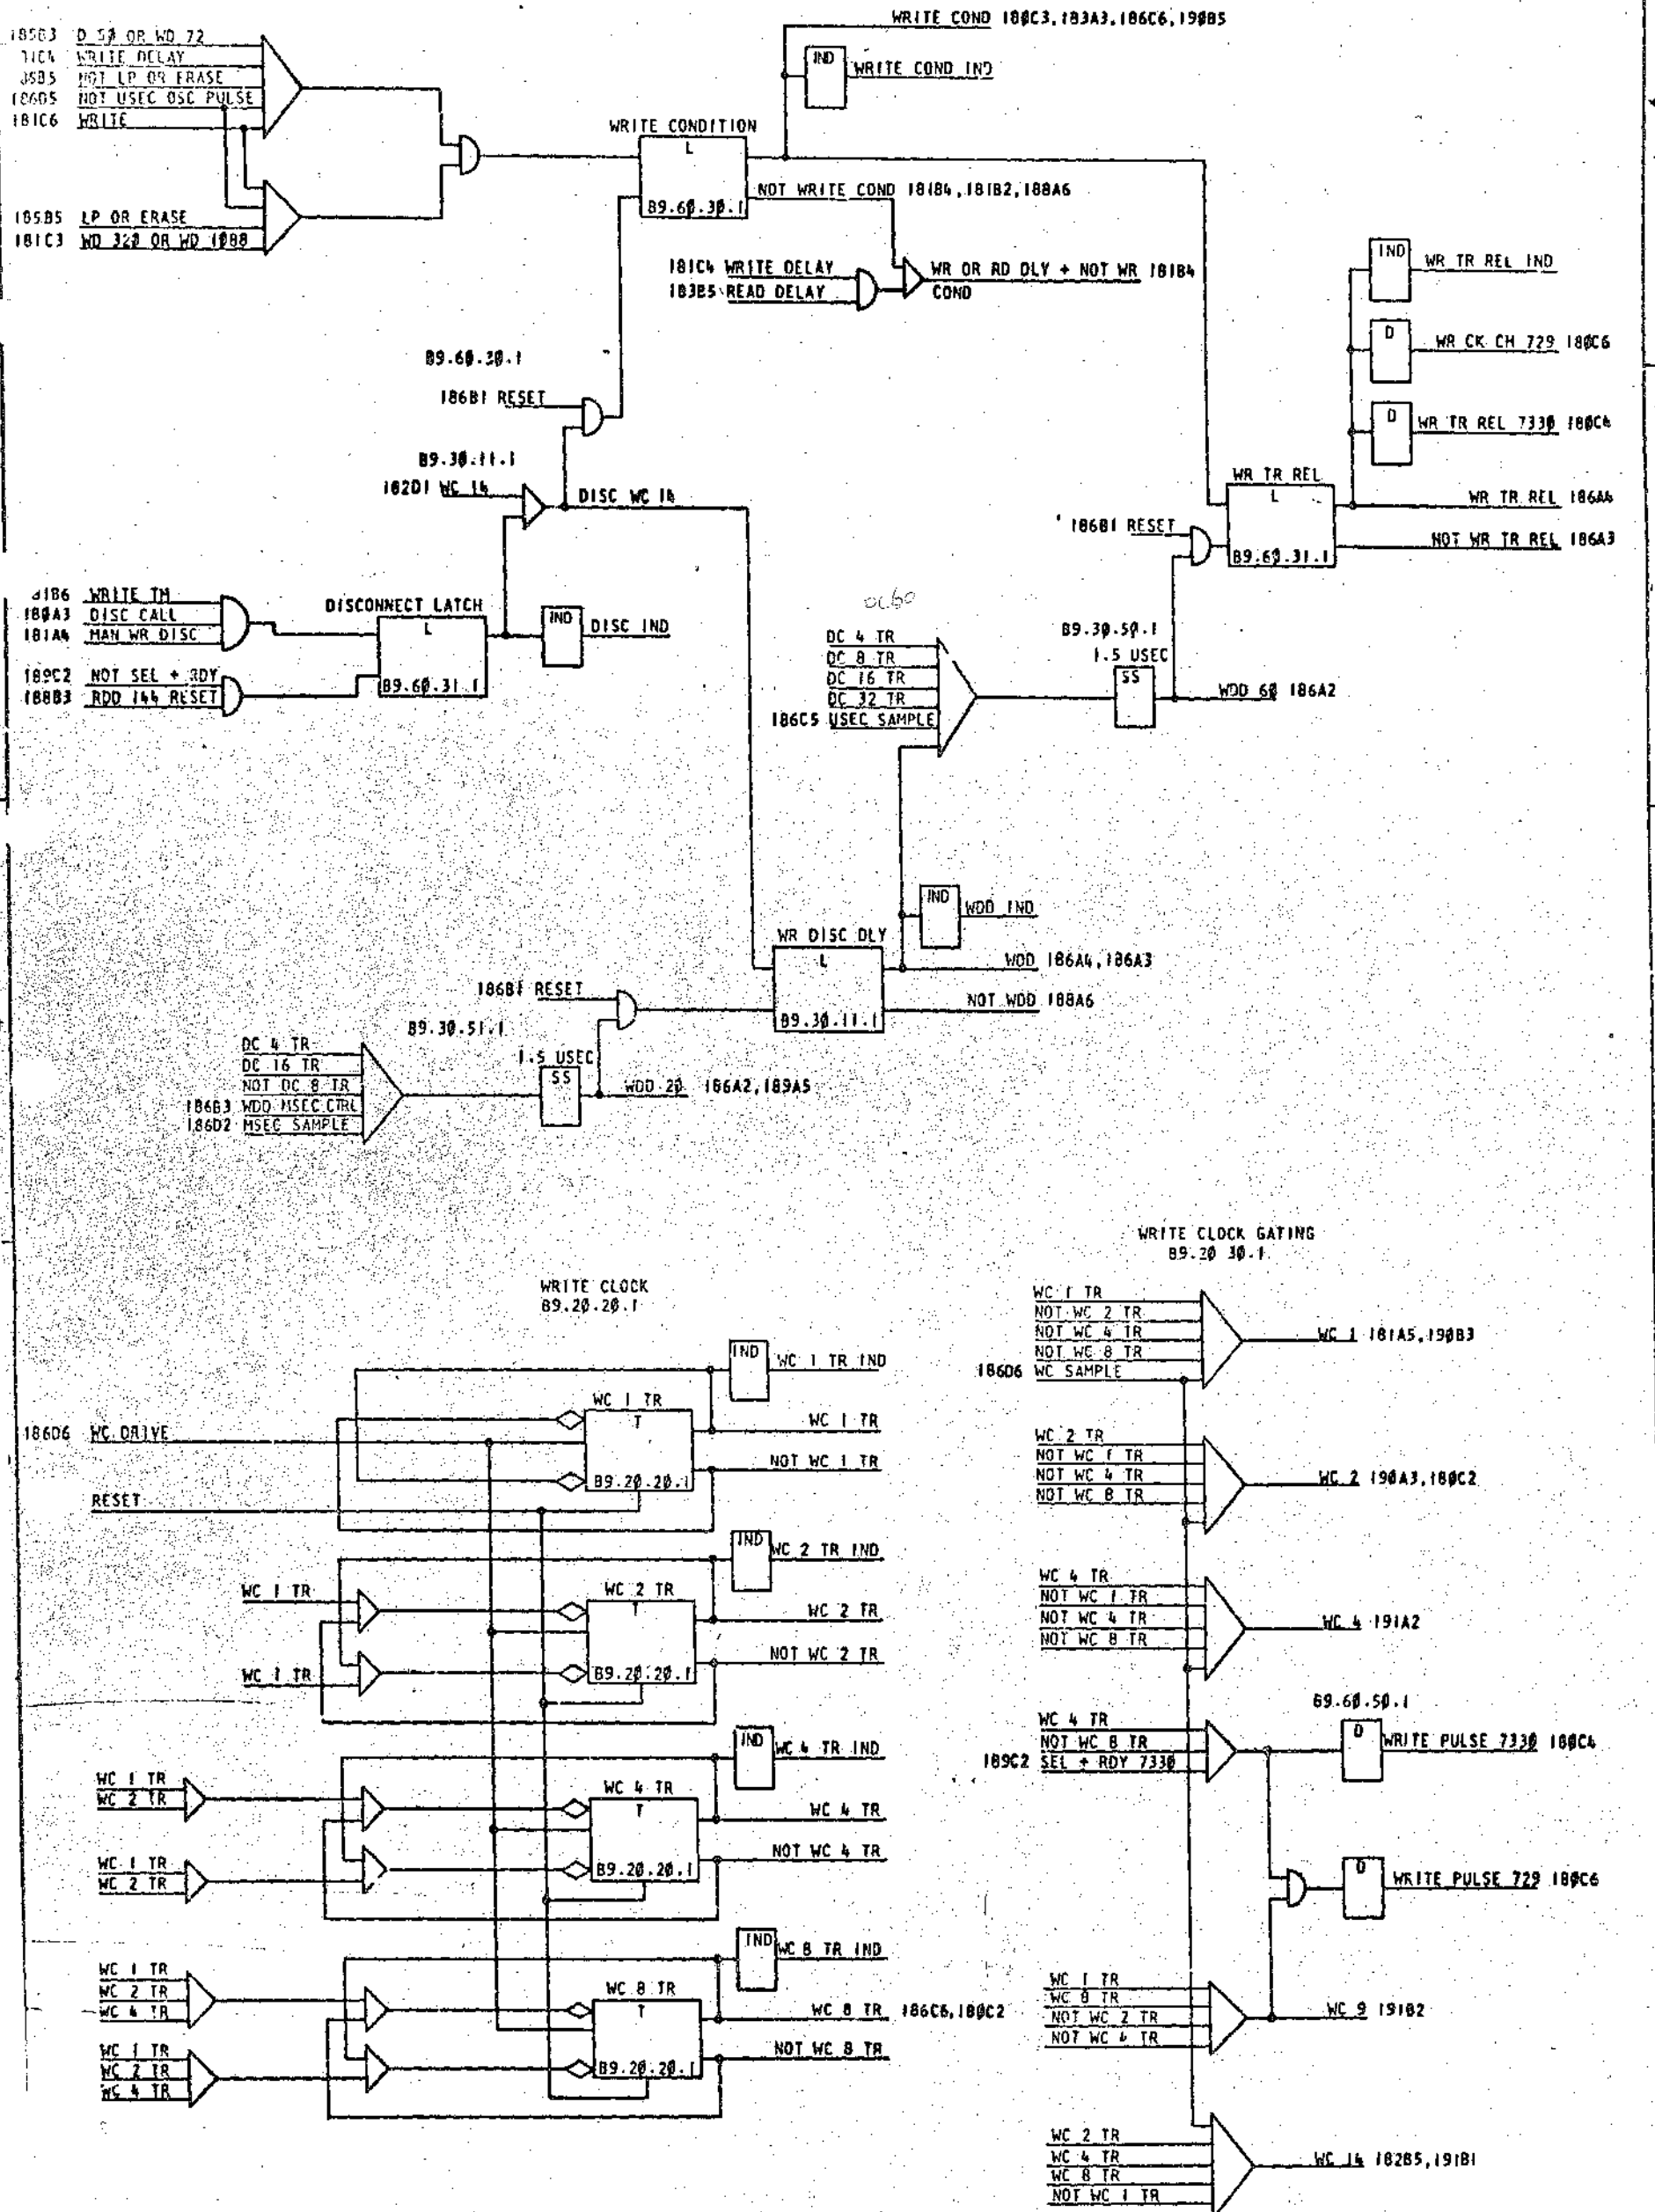 WRITE COND 180C3,183A3,186C6,190B5
185B3 D 50 OR WD 72
WRITE DELAY
NOT LP OR ERASE
186D5 NOT USEC OSC PULSE
181C6 WRITE
IND
WRITE COND IND
WRITE CONDITION
L
B9.60.30.1
NOT WRITE COND 181B4,181B2,188A6
185B5 LP OR ERASE
181C3 WD 320 OR WD 1088
181C4 WRITE DELAY
183B5 READ DELAY
WR OR RD DLY + NOT WR 181B4
COND
IND
WR TR REL IND
D
WR CK CH 729 180C6
D
WR TR REL 7330 180C4
B9.60.30.1
186B1 RESET
B9.30.11.1
182D1 WC 14
DISC WC 14
WR TR REL
L
B9.60.31.1
WR TR REL 186A4
186B1 RESET
NOT WR TR REL 186A3
WRITE TM
180A3 DISC CALL
181A4 MAN WR DISC
DISCONNECT LATCH
L
B9.60.31.1
IND
DISC IND
189C2 NOT SEL + RDY
188B3 RDD 144 RESET
DC60
DC 4 TR
DC 8 TR
DC 16 TR
DC 32 TR
186C5 USEC SAMPLE
B9.30.50.1
1.5 USEC
SS
WDD 60 186A2
IND
WDD IND
WR DISC DLY
L
B9.30.11.1
WDD 186A4,186A3
NOT WDD 188A6
186B1 RESET
B9.30.51.1
DC 4 TR
DC 16 TR
NOT DC 8 TR
186B3 WDD MSEC CTRL
186D2 MSEC SAMPLE
1.5 USEC
SS
WDD 20 186A2,189A5
WRITE CLOCK GATING
B9.20 30.1
WRITE CLOCK
B9.20.20.1
WC 1 TR
NOT WC 2 TR
NOT WC 4 TR
NOT WC 8 TR
186D6 WC SAMPLE
WC 1 181A5,190B3
IND
WC 1 TR IND
WC 1 TR
T
B9.20.20.1
WC 1 TR
NOT WC 1 TR
186D6 WC DRIVE
RESET
WC 2 TR
NOT WC 1 TR
NOT WC 4 TR
NOT WC 8 TR
WC 2 190A3,180C2
IND
WC 2 TR IND
WC 1 TR
WC 2 TR
T
B9.20.20.1
WC 2 TR
NOT WC 2 TR
WC 1 TR
WC 4 TR
NOT WC 1 TR
NOT WC 4 TR
NOT WC 8 TR
WC 4 191A2
IND
WC 4 TR IND
WC 1 TR
WC 2 TR
WC 4 TR
T
B9.20.20.1
WC 4 TR
NOT WC 4 TR
WC 1 TR
WC 2 TR
WC 4 TR
NOT WC 8 TR
189C2 SEL + RDY 7330
B9.60.50.1
D
WRITE PULSE 7330 180C4
D
WRITE PULSE 729 180C6
IND
WC 8 TR IND
WC 1 TR
WC 2 TR
WC 4 TR
WC 8 TR
T
B9.20.20.1
WC 8 TR 186C6,180C2
NOT WC 8 TR
WC 1 TR
WC 2 TR
WC 4 TR
WC 1 TR
WC 8 TR
NOT WC 2 TR
NOT WC 4 TR
WC 9 191B2
WC 2 TR
WC 4 TR
WC 8 TR
NOT WC 1 TR
WC 14 182B5,191B1